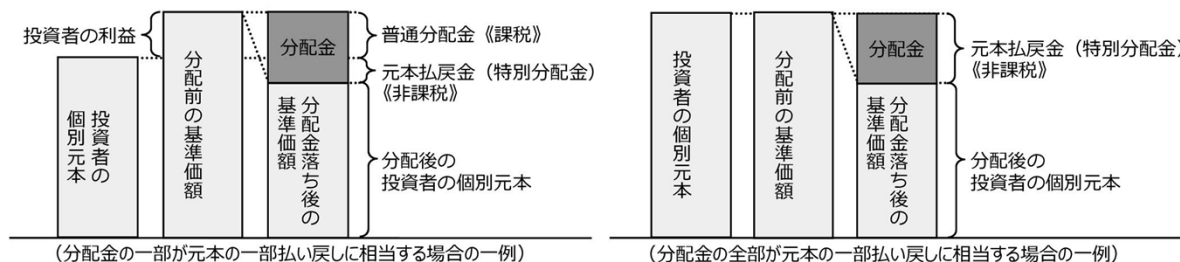 投資者の利益
投資者の
個別元本
分配前の基準価額
分配金
分配金落ち後の
基準価額
普通分配金《課税》
元本払戻金（特別分配金）
《非課税》
分配後の
投資者の個別元本
（分配金の一部が元本の一部払い戻しに相当する場合の一例）
投資者の個別元本
分配前の基準価額
分配金
分配金落ち後の
基準価額
元本払戻金（特別分配金）
《非課税》
分配後の
投資者の個別元本
（分配金の全部が元本の一部払い戻しに相当する場合の一例）